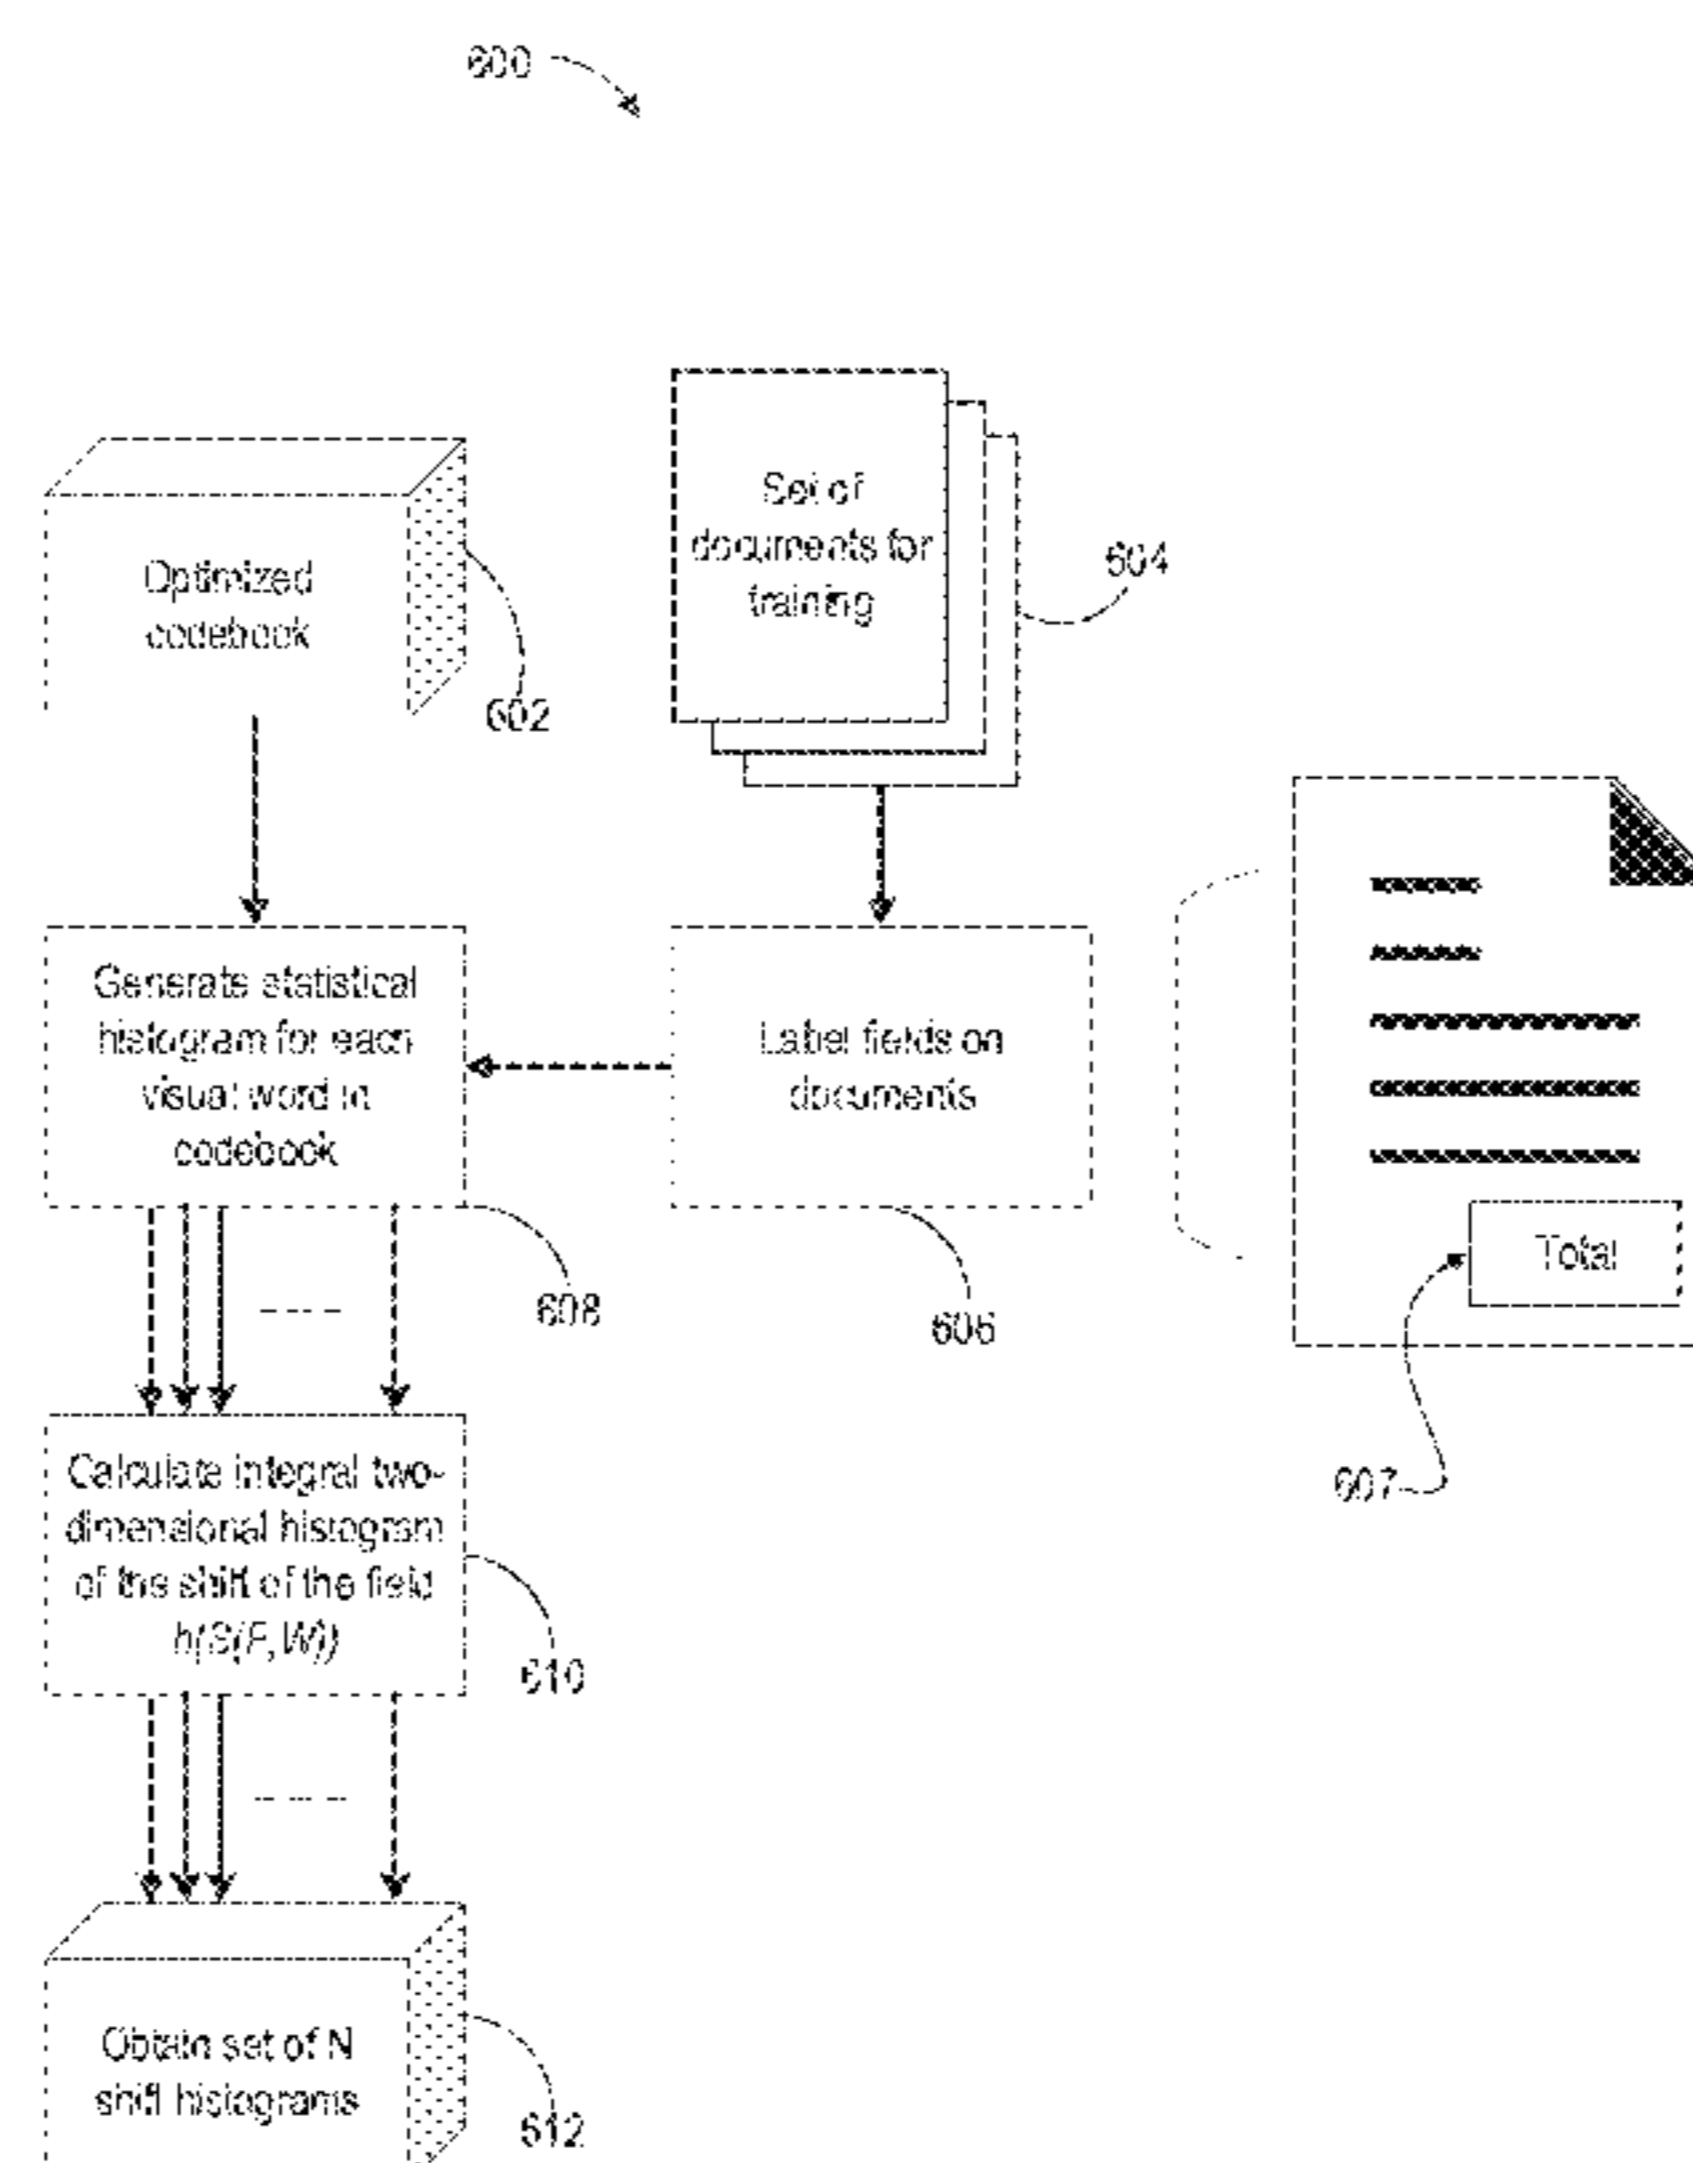 600
Set of
documents for
training
604
Optimized
codebook
602
Generate statistical
histogram for each
visual word in
codebook
Label fields on
documents
Total
608
606
607
Calculate integral two-
dimensional histogram
of the shift of the field
h(S(F,W))
610
Obtain set of N
shift histograms
612